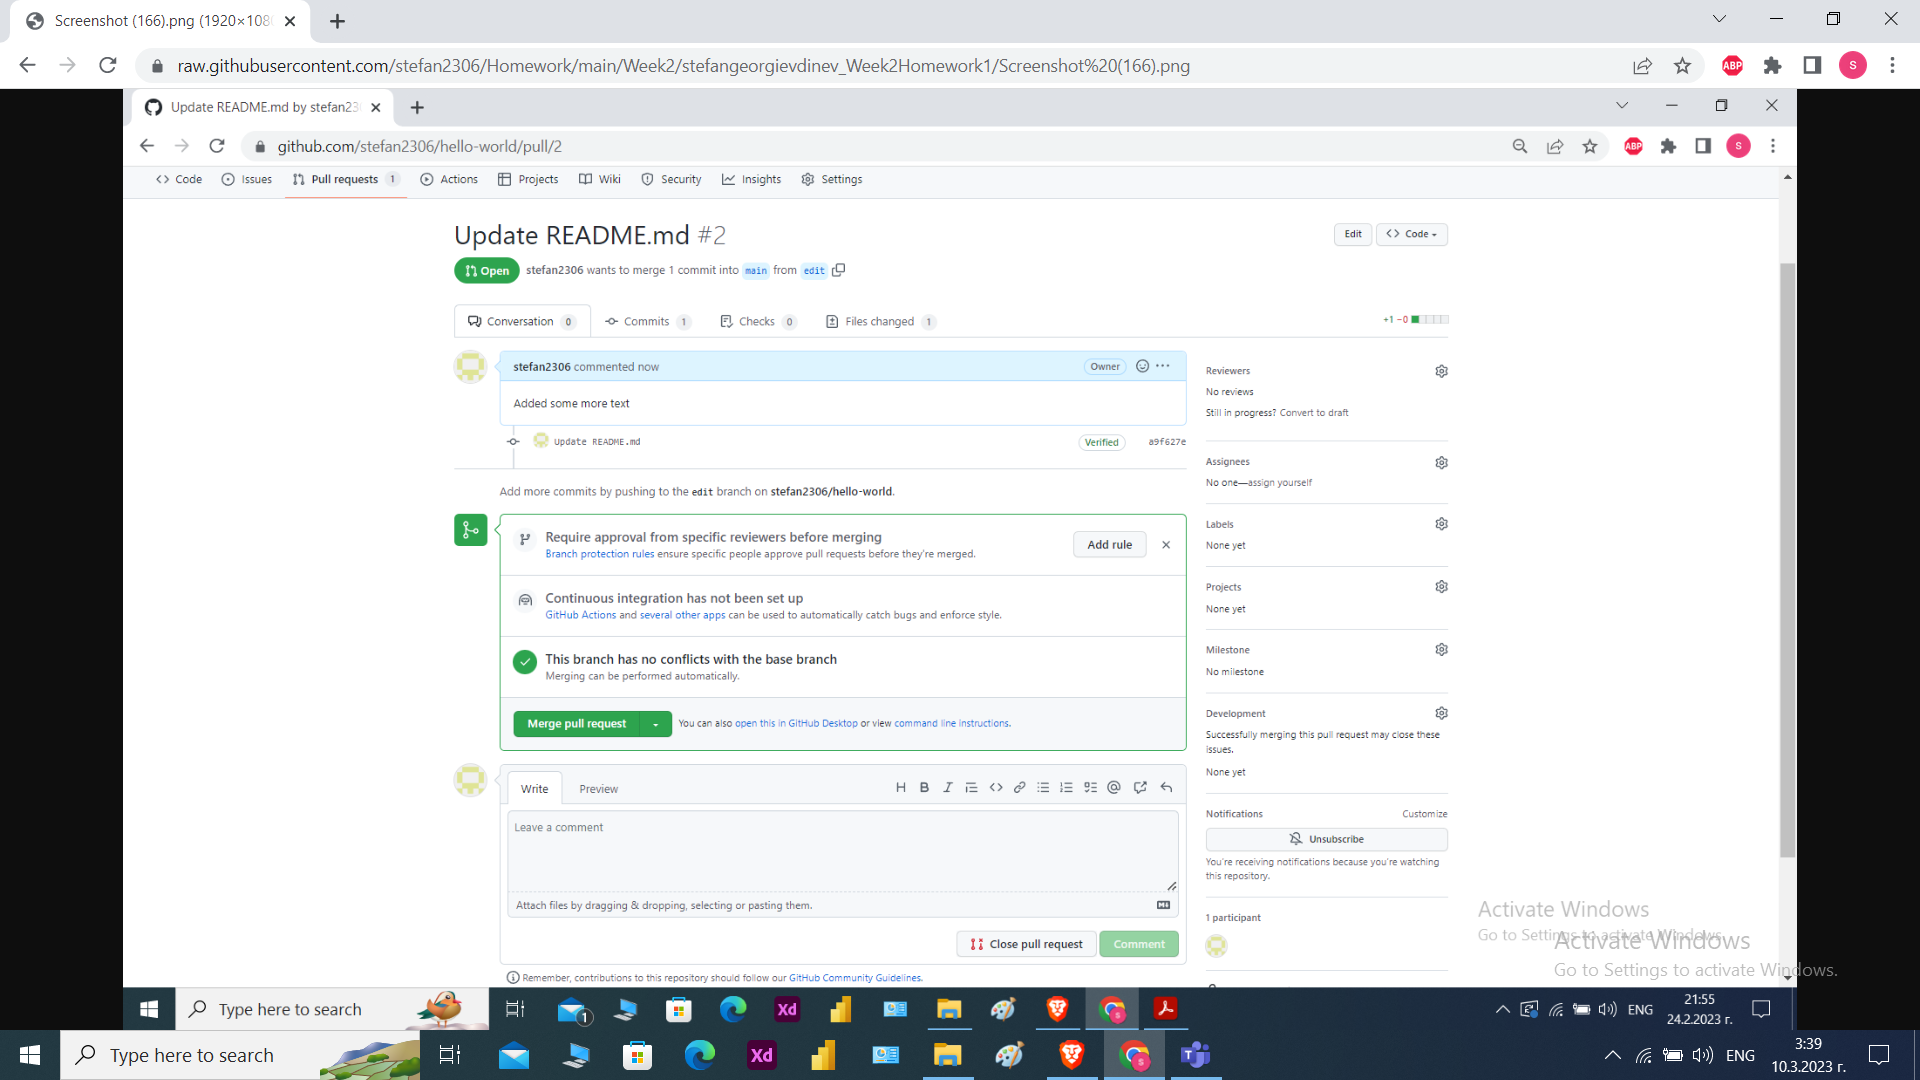 Screenshot (166).png (1920×108
raw.githubusercontent.com/stefan2306/Homework/main/Week2/stefangeorgievdinev_Week2Homework1/Screenshot%20(166).png
ABP
S
Update README.md by stefan23
github.com/stefan2306/hello-world/pull/2
ABP
S
Code Issues Pull requests 1 Actions Projects Wiki Security Insights Settings
Update README.md #2
Edit
Code
Open
stefan2306 wants to merge 1 commit into main from edit
Conversation 0
Commits 1
Checks 0
Files changed 1
+1 −0
stefan2306 commented now
Owner
Added some more text
Update README.md
Verified
a9f627e
Add more commits by pushing to the edit branch on stefan2306/hello-world.
Require approval from specific reviewers before merging
Branch protection rules ensure specific people approve pull requests before they're merged.
Add rule
Continuous integration has not been set up
GitHub Actions and several other apps can be used to automatically catch bugs and enforce style.
This branch has no conflicts with the base branch
Merging can be performed automatically.
Merge pull request
You can also open this in GitHub Desktop or view command line instructions.
Write
Preview
Leave a comment
Attach files by dragging & dropping, selecting or pasting them.
Close pull request
Comment
Remember, contributions to this repository should follow our GitHub Community Guidelines.
Reviewers
No reviews
Still in progress? Convert to draft
Assignees
No one—assign yourself
Labels
None yet
Projects
None yet
Milestone
No milestone
Development
Successfully merging this pull request may close these
issues.
None yet
Notifications
Customize
Unsubscribe
You're receiving notifications because you're watching
this repository.
1 participant
Activate Windows
Go to Settings to activate Windows.
Activate Windows
Go to Settings to activate Windows.
Type here to search
1
Xd
ENG
21:55
24.2.2023 г.
Type here to search
Xd
ENG
3:39
10.3.2023 г.